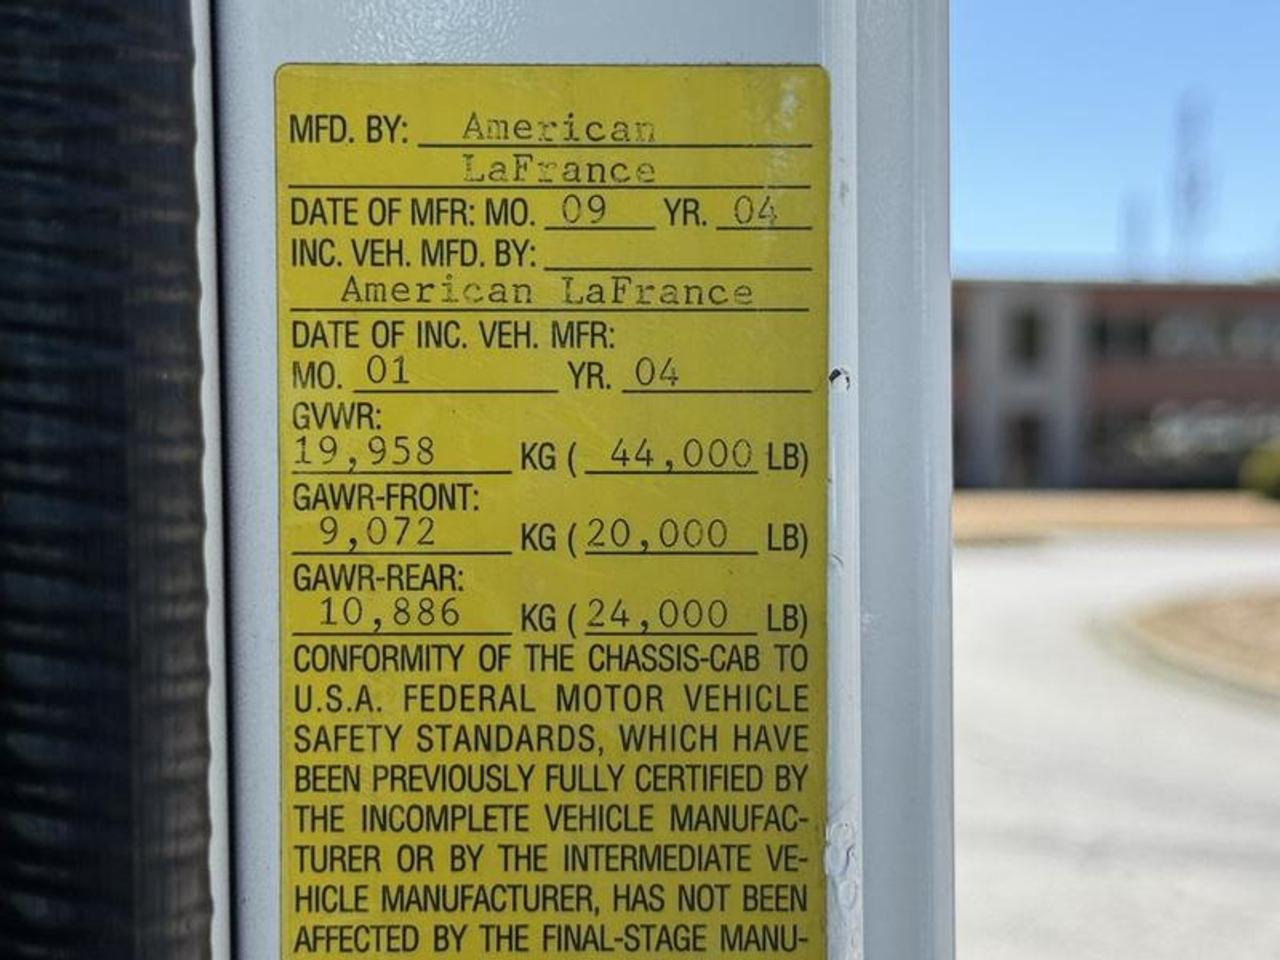 MFD. BY: American
LaFrance
DATE OF MFR: MO. 09 YR. 04
INC. VEH. MFD. BY:
American LaFrance
DATE OF INC. VEH. MFR:
MO. 01 YR. 04
GVWR:
19,958 KG ( 44,000 LB)
GAWR-FRONT:
9,072 KG ( 20,000 LB)
GAWR-REAR:
10,886 KG ( 24,000 LB)
CONFORMITY OF THE CHASSIS-CAB TO
U.S.A. FEDERAL MOTOR VEHICLE
SAFETY STANDARDS, WHICH HAVE
BEEN PREVIOUSLY FULLY CERTIFIED BY
THE INCOMPLETE VEHICLE MANUFAC-
TURER OR BY THE INTERMEDIATE VE-
HICLE MANUFACTURER, HAS NOT BEEN
AFFECTED BY THE FINAL-STAGE MANU-